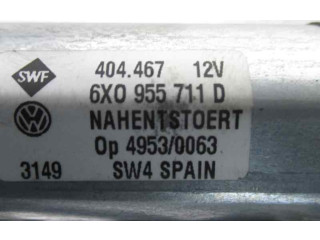 SWF 404.467 12V
6X0 955 711 D
NAHENTSTOERT
Op 4953/0063
3149 SW4 SPAIN